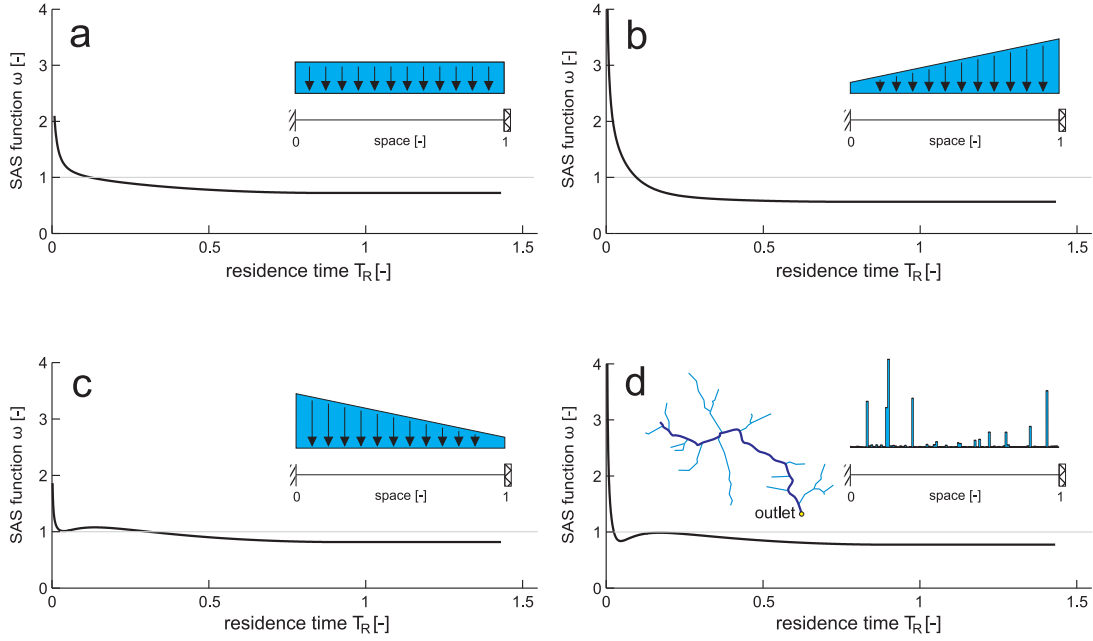 a
SAS function ω [-]
4
3
2
1
0
0
0.5
1
1.5
residence time T_R [-]
0
space [-]
1
b
SAS function ω [-]
4
3
2
1
0
0
0.5
1
1.5
residence time T_R [-]
0
space [-]
1
c
SAS function ω [-]
4
3
2
1
0
0
0.5
1
1.5
residence time T_R [-]
0
space [-]
1
d
SAS function ω [-]
4
3
2
1
0
0
0.5
1
1.5
residence time T_R [-]
outlet
0
space [-]
1